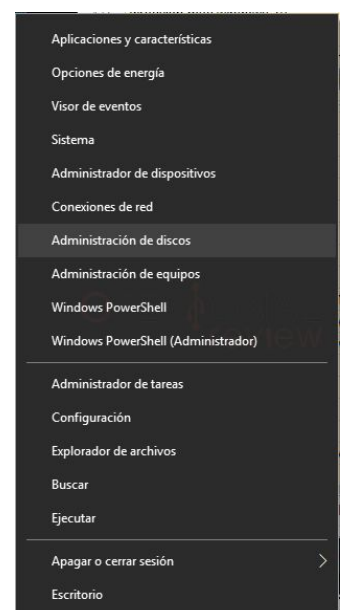 Aplicaciones y características
Opciones de energía
Visor de eventos
Sistema
Administrador de dispositivos
Conexiones de red
Administración de discos
Administración de equipos
Windows PowerShell
Windows PowerShell (Administrador)
Administrador de tareas
Configuración
Explorador de archivos
Buscar
Ejecutar
Apagar o cerrar sesión
Escritorio